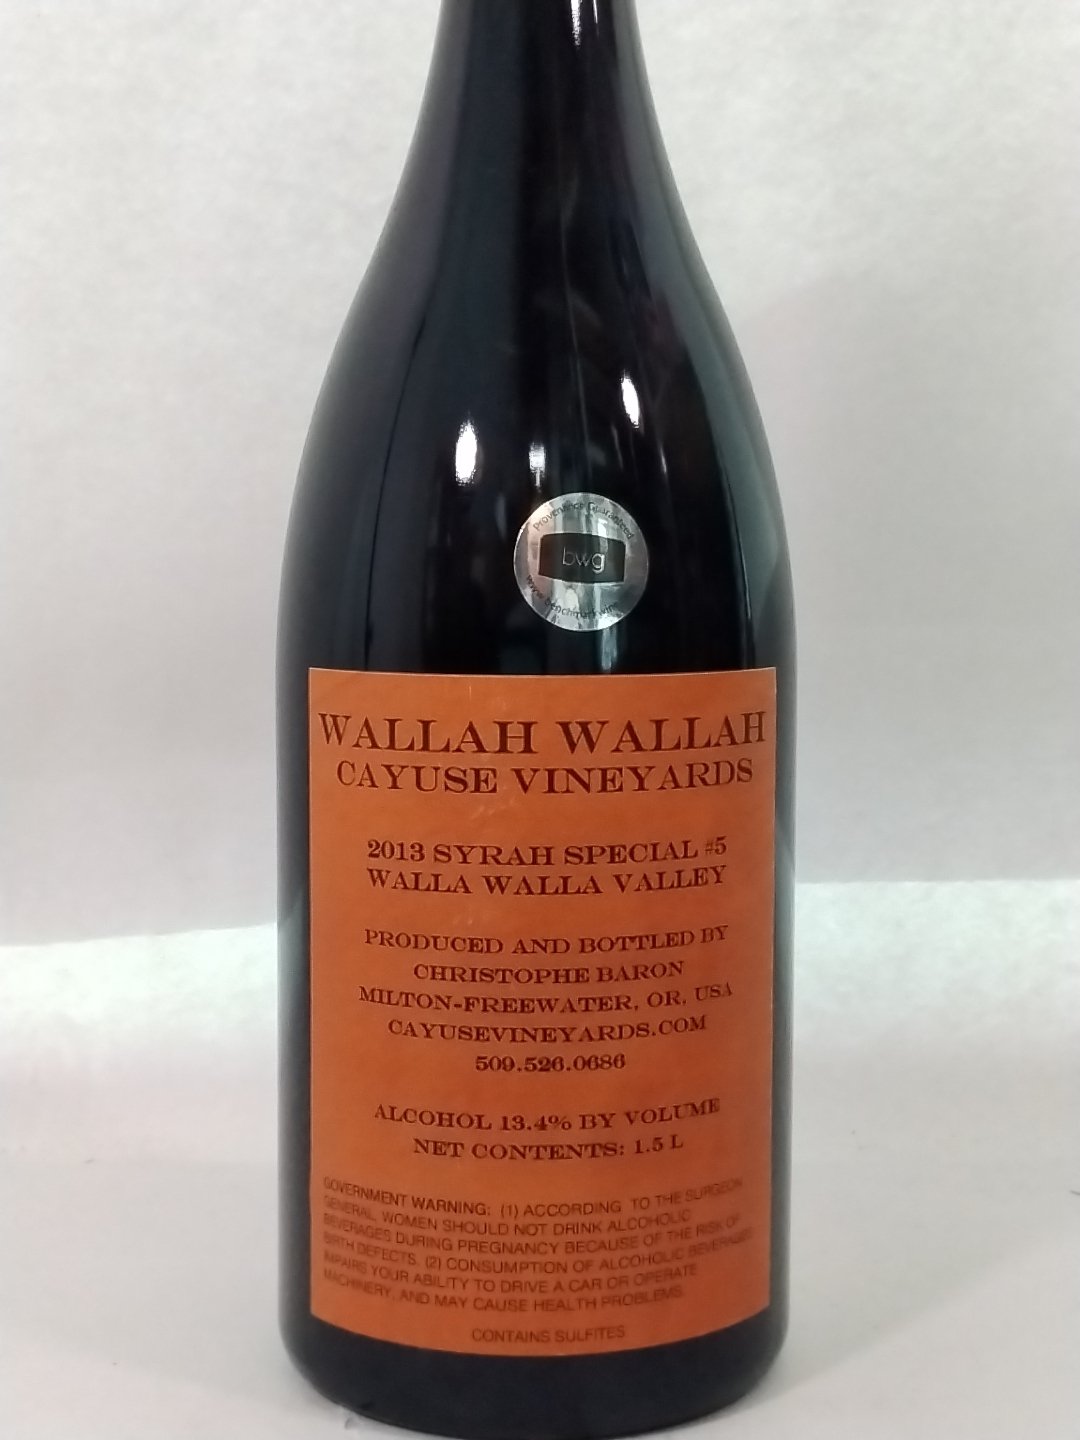 Provenance Guaranteed
bwg
www.benchmarkwine
WALLAH WALLAH
CAYUSE VINEYARDS
2013 SYRAH SPECIAL #5
WALLA WALLA VALLEY
PRODUCED AND BOTTLED BY
CHRISTOPHE BARON
MILTON-FREEWATER, OR, USA
CAYUSEVINEYARDS.COM
509.526.0686
ALCOHOL 13.4% BY VOLUME
NET CONTENTS: 1.5 L
GOVERNMENT WARNING: (1) ACCORDING TO THE SURGEON
GENERAL, WOMEN SHOULD NOT DRINK ALCOHOLIC
BEVERAGES DURING PREGNANCY BECAUSE OF THE RISK OF
BIRTH DEFECTS. (2) CONSUMPTION OF ALCOHOLIC BEVERAGES
IMPAIRS YOUR ABILITY TO DRIVE A CAR OR OPERATE
MACHINERY, AND MAY CAUSE HEALTH PROBLEMS.
CONTAINS SULFITES